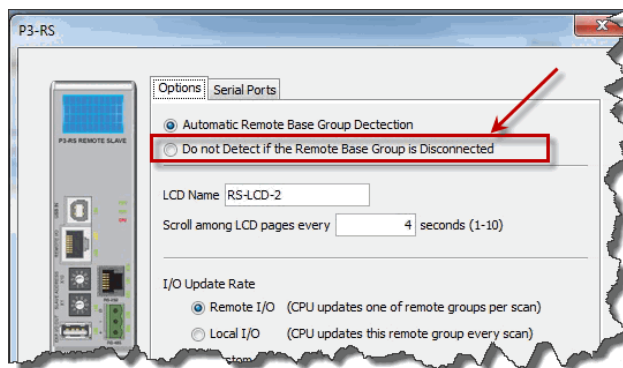 P3-RS
Options
Serial Ports
P3-RS REMOTE SLAVE
Automatic Remote Base Group Dectection
Do not Detect if the Remote Base Group is Disconnected
LCD Name RS-LCD-2
Scroll among LCD pages every 4 seconds (1-10)
I/O Update Rate
Remote I/O (CPU updates one of remote groups per scan)
Local I/O (CPU updates this remote group every scan)